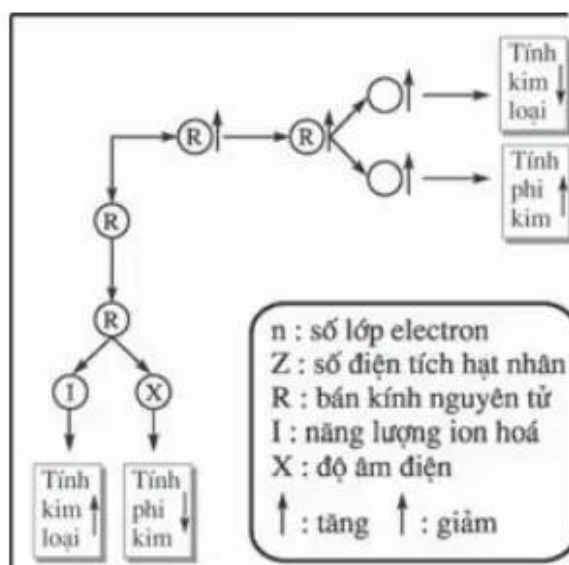 Tính
kim
loại
R
R
Tính
phi
kim
R
R
I
X
Tính
kim
loại
Tính
phi
kim
n : số lớp electron
Z : số điện tích hạt nhân
R : bán kính nguyên tử
I : năng lượng ion hoá
X : độ âm điện
↑ : tăng ↑ : giảm